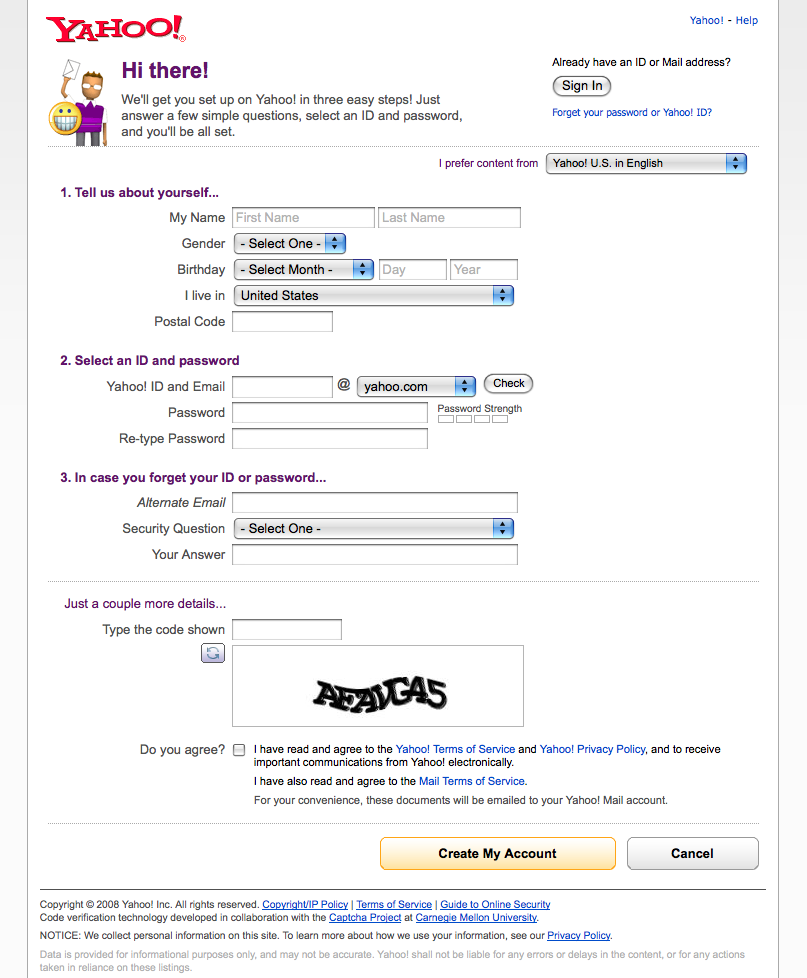 YAHOO!
Yahoo! - Help
Hi there!
We'll get you set up on Yahoo! in three easy steps! Just
answer a few simple questions, select an ID and password,
and you'll be all set.
Already have an ID or Mail address?
Sign In
Forget your password or Yahoo! ID?
I prefer content from Yahoo! U.S. in English
1. Tell us about yourself...
My Name First Name Last Name
Gender - Select One -
Birthday - Select Month - Day Year
I live in United States
Postal Code
2. Select an ID and password
Yahoo! ID and Email @ yahoo.com Check
Password Password Strength
Re-type Password
3. In case you forget your ID or password...
Alternate Email
Security Question - Select One -
Your Answer
Just a couple more details...
Type the code shown
Do you agree? I have read and agree to the Yahoo! Terms of Service and Yahoo! Privacy Policy, and to receive
important communications from Yahoo! electronically.
I have also read and agree to the Mail Terms of Service.
For your convenience, these documents will be emailed to your Yahoo! Mail account.
Create My Account Cancel
Copyright © 2008 Yahoo! Inc. All rights reserved. Copyright/IP Policy | Terms of Service | Guide to Online Security
Code verification technology developed in collaboration with the Captcha Project at Carnegie Mellon University.
NOTICE: We collect personal information on this site. To learn more about how we use your information, see our Privacy Policy.
Data is provided for informational purposes only, and may not be accurate. Yahoo! shall not be liable for any errors or delays in the content, or for any actions
taken in reliance on these listings.